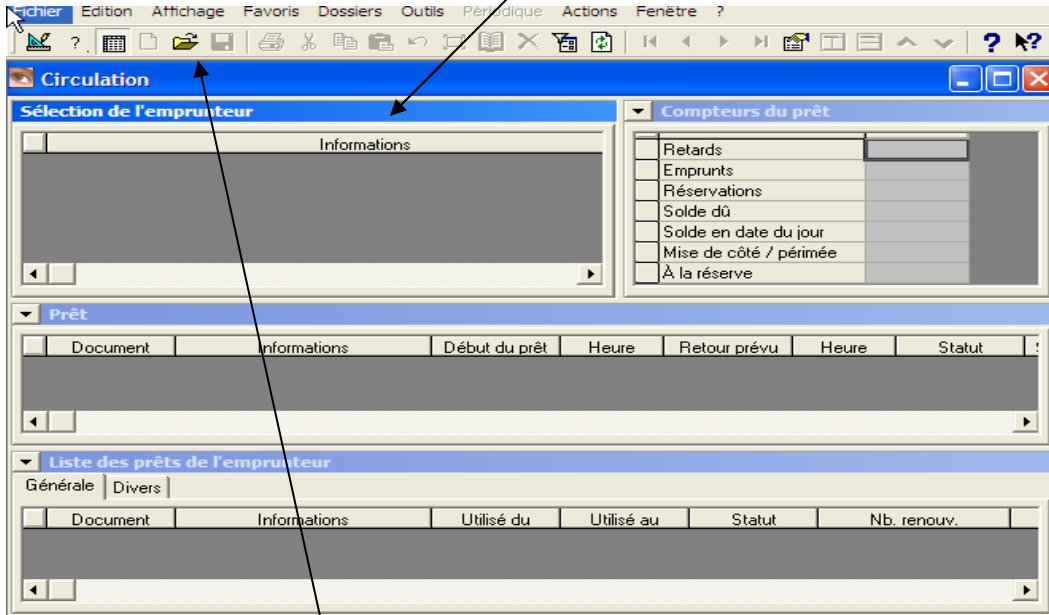 Fichier Edition Affichage Favoris Dossiers Outils Périodique Actions Fenêtre ?
? ?
Circulation
Sélection de l'emprunteur
Informations
Compteurs du prêt
Retards
Emprunts
Réservations
Solde dû
Solde en date du jour
Mise de côté / périmée
À la réserve
Prêt
Document Informations Début du prêt Heure Retour prévu Heure Statut
Liste des prêts de l'emprunteur
Générale Divers
Document Informations Utilisé du Utilisé au Statut Nb. renouv.